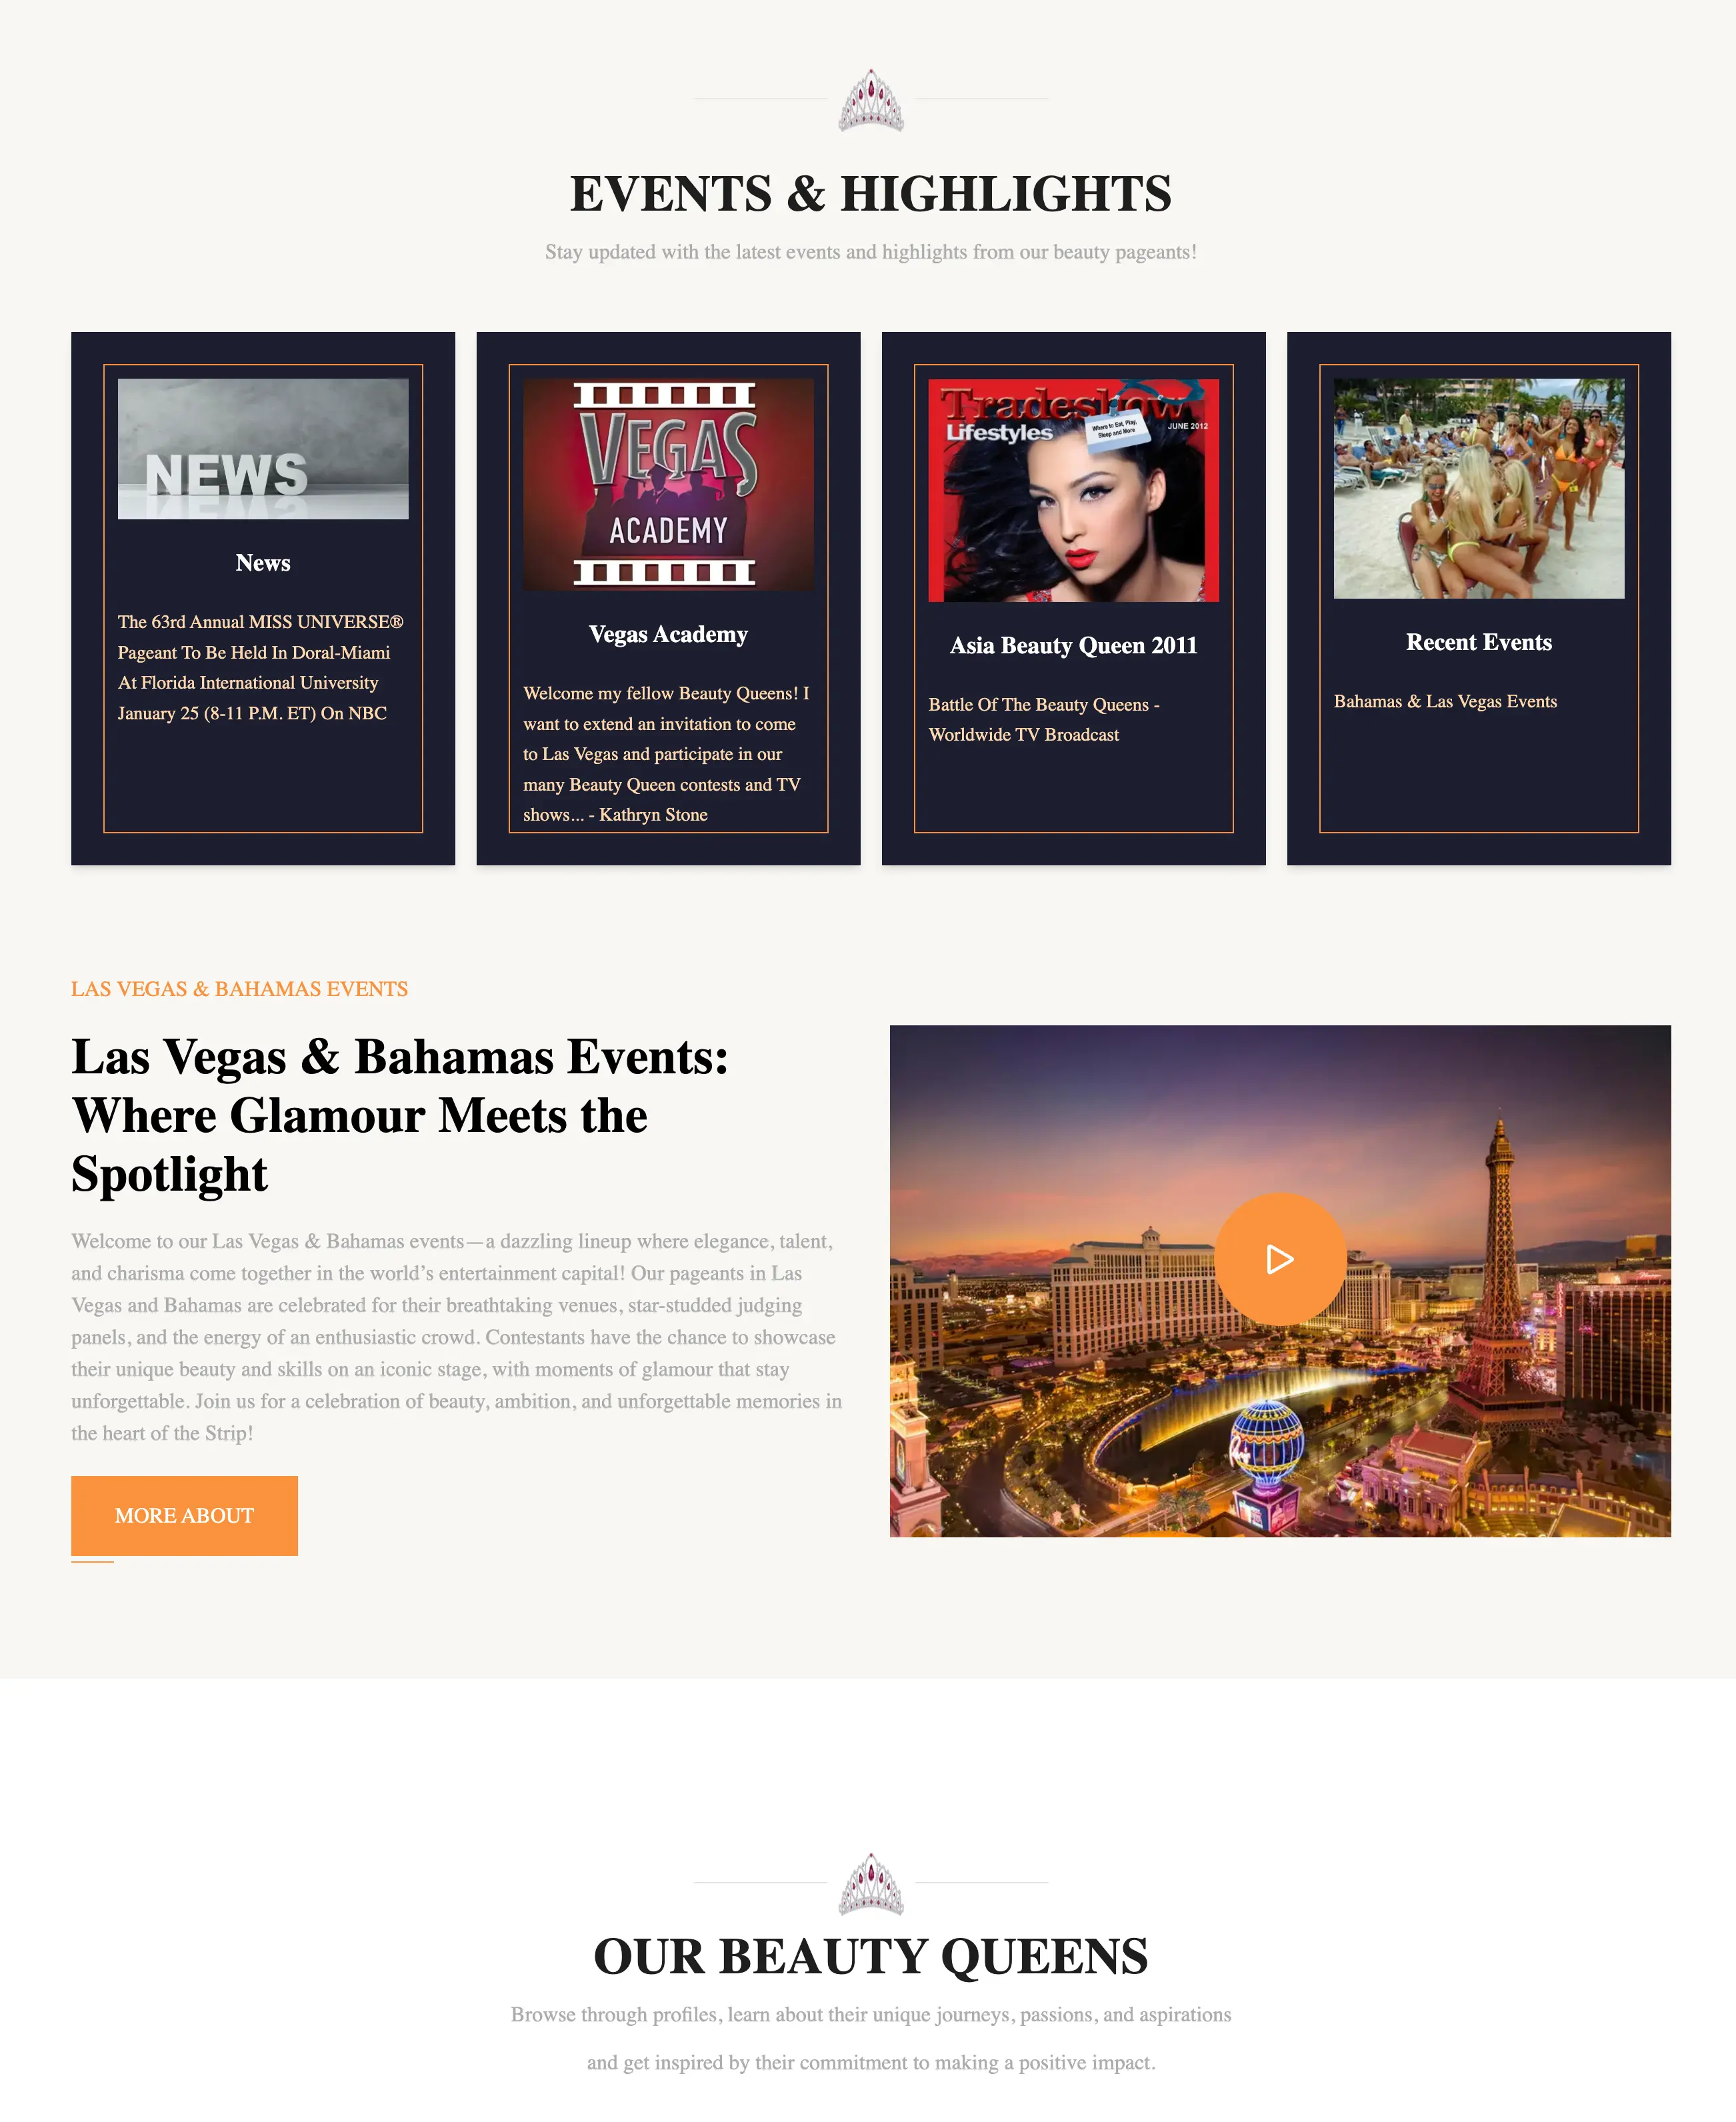 EVENTS & HIGHLIGHTS
Stay updated with the latest events and highlights from our beauty pageants!
NEWS
News
The 63rd Annual MISS UNIVERSE®
Pageant To Be Held In Doral-Miami
At Florida International University
January 25 (8-11 P.M. ET) On NBC
VEGAS
ACADEMY
Vegas Academy
Welcome my fellow Beauty Queens! I
want to extend an invitation to come
to Las Vegas and participate in our
many Beauty Queen contests and TV
shows... - Kathryn Stone
Tradeshow
Lifestyles
Where to Eat, Play,
Sleep and More
JUNE 2012
Asia Beauty Queen 2011
Battle Of The Beauty Queens -
Worldwide TV Broadcast
Recent Events
Bahamas & Las Vegas Events
LAS VEGAS & BAHAMAS EVENTS
Las Vegas & Bahamas Events:
Where Glamour Meets the
Spotlight
Welcome to our Las Vegas & Bahamas events—a dazzling lineup where elegance, talent,
and charisma come together in the world’s entertainment capital! Our pageants in Las
Vegas and Bahamas are celebrated for their breathtaking venues, star-studded judging
panels, and the energy of an enthusiastic crowd. Contestants have the chance to showcase
their unique beauty and skills on an iconic stage, with moments of glamour that stay
unforgettable. Join us for a celebration of beauty, ambition, and unforgettable memories in
the heart of the Strip!
MORE ABOUT
OUR BEAUTY QUEENS
Browse through profiles, learn about their unique journeys, passions, and aspirations
and get inspired by their commitment to making a positive impact.